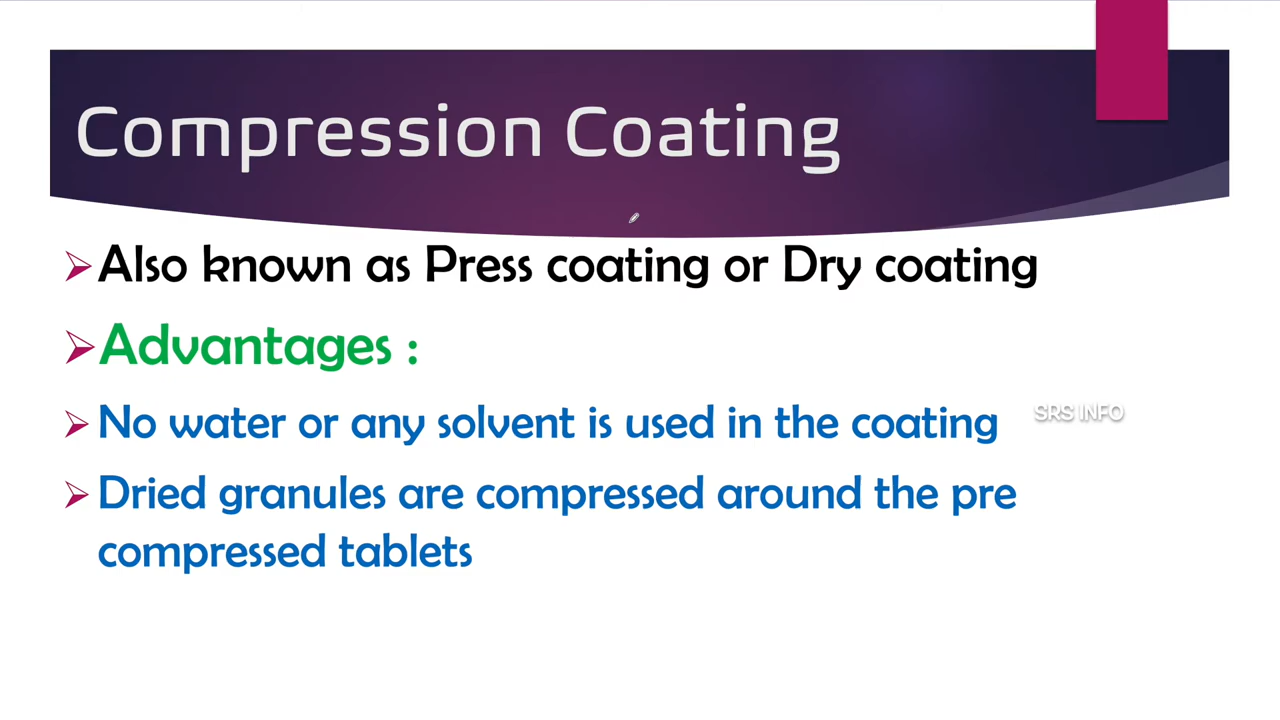 Compression Coating
Also known as Press coating or Dry coating
Advantages :
No water or any solvent is used in the coating
SRS INFO
Dried granules are compressed around the pre
compressed tablets